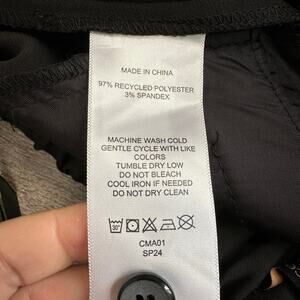 MADE IN CHINA
97% RECYCLED POLYESTER
3% SPANDEX
MACHINE WASH COLD
GENTLE CYCLE WITH LIKE
COLORS
TUMBLE DRY LOW
DO NOT BLEACH
COOL IRON IF NEEDED
DO NOT DRY CLEAN
30°
CMA01
SP24